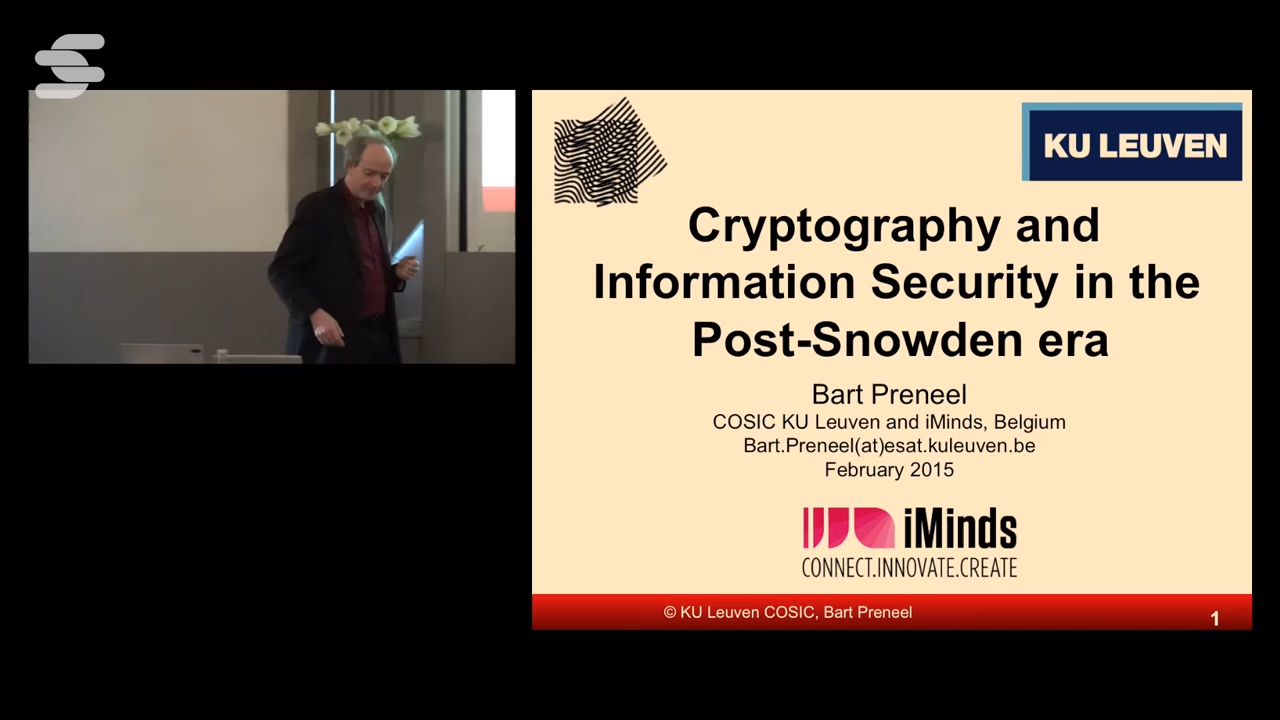 KU LEUVEN
Cryptography and
Information Security in the
Post-Snowden era
Bart Preneel
COSIC KU Leuven and iMinds, Belgium
Bart.Preneel(at)esat.kuleuven.be
February 2015
iMinds
CONNECT.INNOVATE.CREATE
© KU Leuven COSIC, Bart Preneel
1